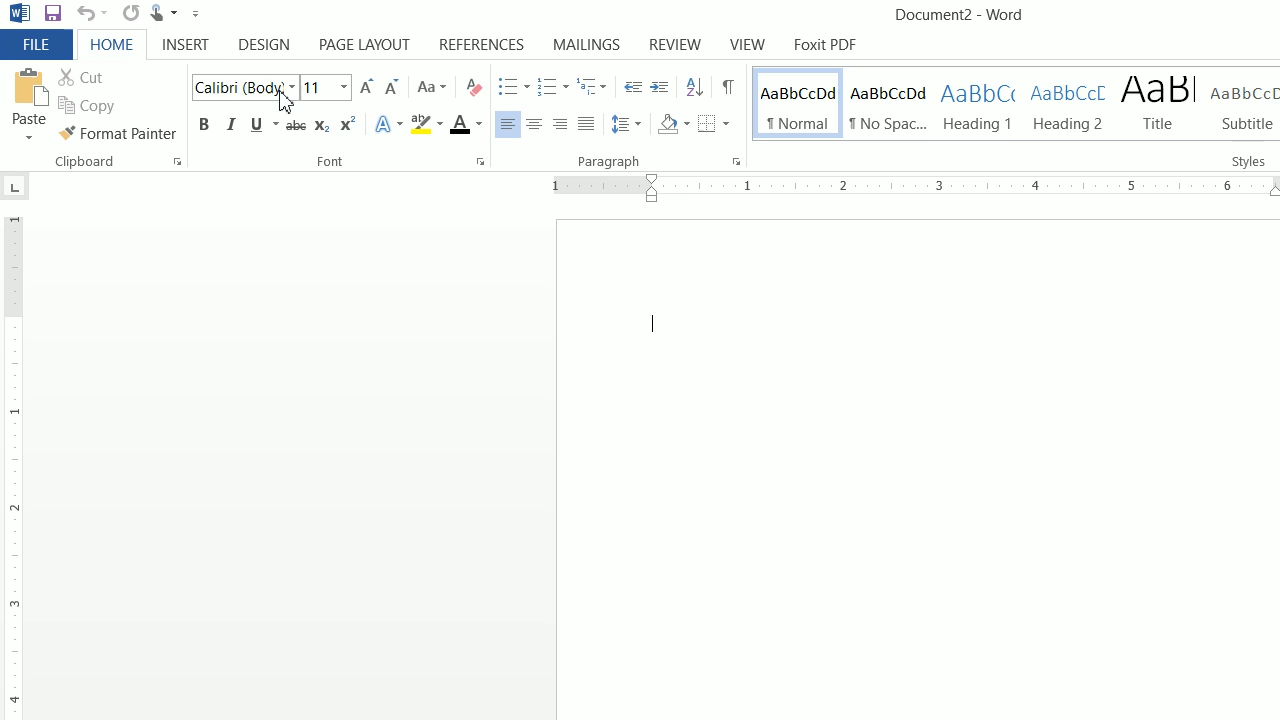 Document2 - Word
FILE HOME INSERT DESIGN PAGE LAYOUT REFERENCES MAILINGS REVIEW VIEW Foxit PDF
Paste
Cut
Copy
Format Painter
Clipboard
Calibri (Body) 11
Aa
B I U abc x₂ x² A ab A
Font
A Z ¶
Paragraph
AaBbCcDd AaBbCcDd AaBbCc AaBbCcD AaB AaBbCcD
¶ Normal ¶ No Spac... Heading 1 Heading 2 Title Subtitle
Styles
L
1 1 2 3 4 5 6
1
1
2
3
4